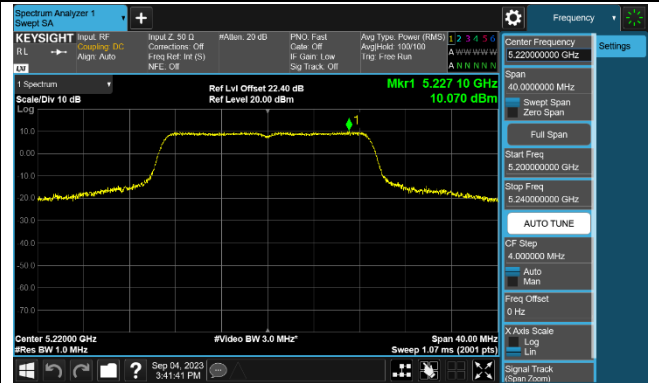 Spectrum Analyzer 1
Swept SA
Frequency
KEYSIGHT
RL
LXI
Input: RF
Coupling: DC
Align: Auto
Input Z: 50 Ω
Corrections: Off
Freq Ref: Int (S)
NFE: Off
#Atten: 20 dB
PNO: Fast
Gate: Off
IF Gain: Low
Sig Track: Off
Avg Type: Power (RMS)
Avg|Hold: 100/100
Trig: Free Run
1 2 3 4 5 6
A W W W W W
A N N N N N
Center Frequency
5.220000000 GHz
Settings
Span
40.0000000 MHz
Swept Span
Zero Span
Full Span
Start Freq
5.200000000 GHz
Stop Freq
5.240000000 GHz
AUTO TUNE
CF Step
4.000000 MHz
Auto
Man
Freq Offset
0 Hz
X Axis Scale
Log
Lin
Signal Track
(Span Zoom)
1 Spectrum
Scale/Div 10 dB
Log
Ref Lvl Offset 22.40 dB
Ref Level 20.00 dBm
Mkr1 5.227 10 GHz
10.070 dBm
1
10.0
0.00
-10.0
-20.0
-30.0
-40.0
-50.0
-60.0
-70.0
Center 5.22000 GHz
#Res BW 1.0 MHz
#Video BW 3.0 MHz*
Span 40.00 MHz
Sweep 1.07 ms (2001 pts)
Sep 04, 2023
3:41:41 PM